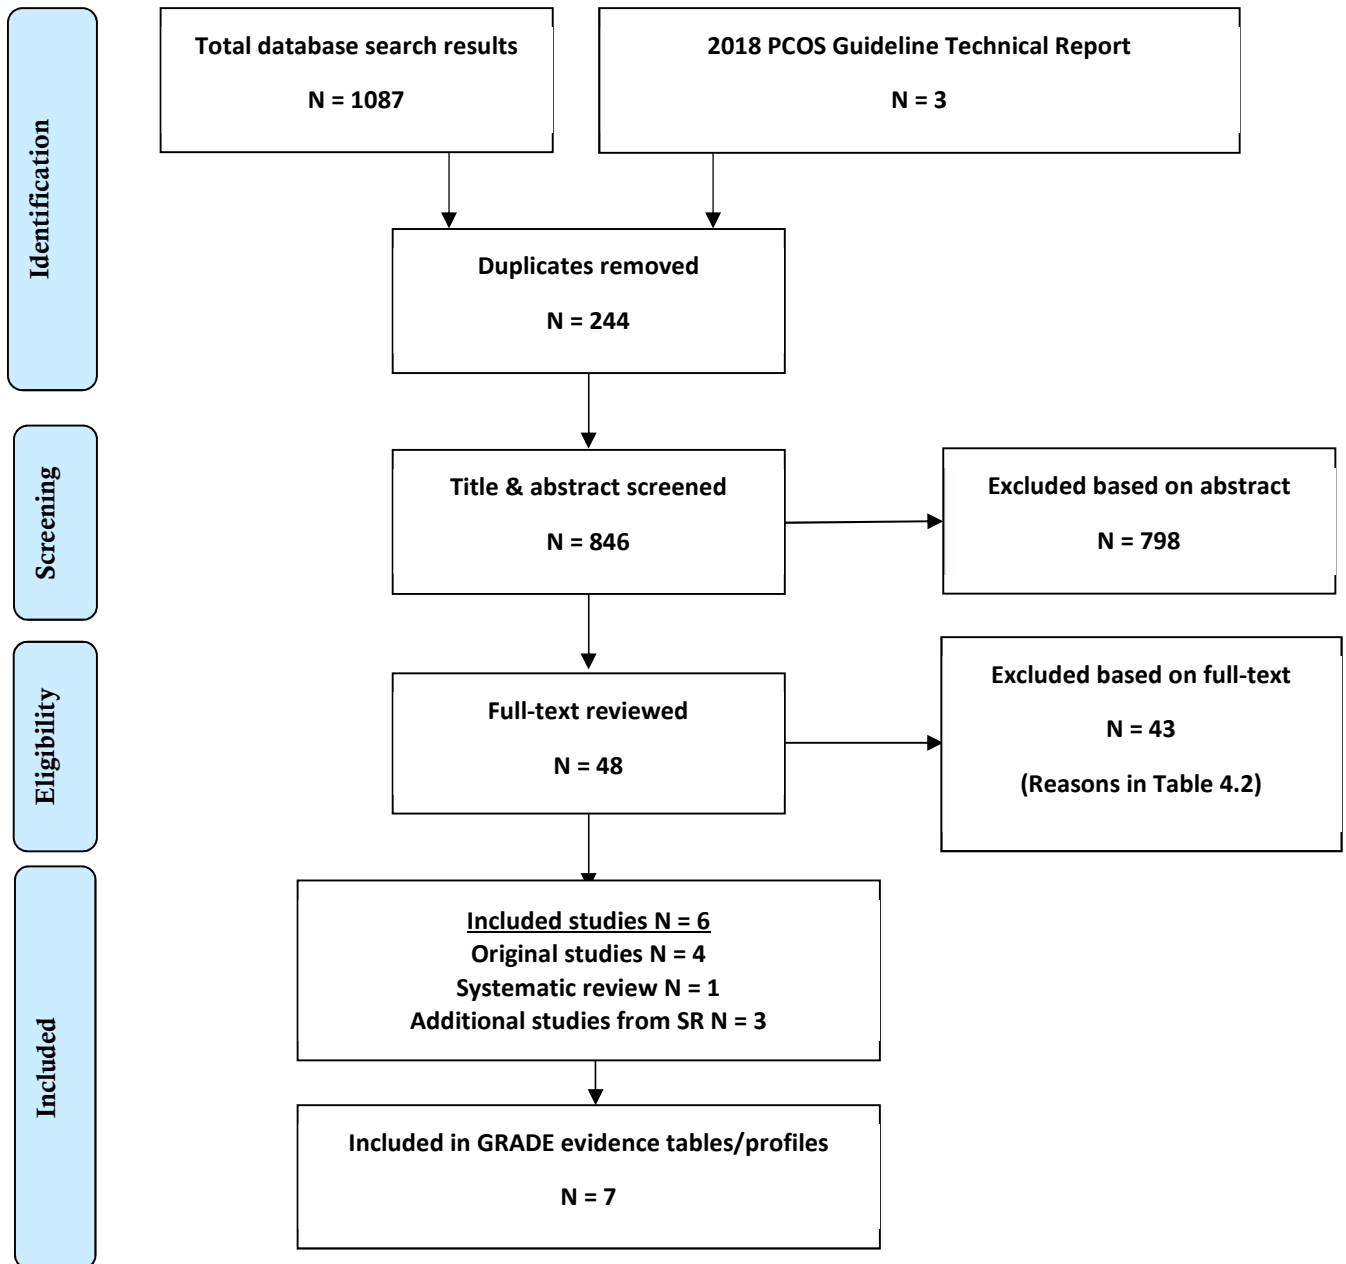 Identification
Total database search results
N = 1087
2018 PCOS Guideline Technical Report
N = 3
Duplicates removed
N = 244
Screening
Title & abstract screened
N = 846
Excluded based on abstract
N = 798
Eligibility
Full-text reviewed
N = 48
Excluded based on full-text
N = 43
(Reasons in Table 4.2)
Included
Included studies N = 6
Original studies N = 4
Systematic review N = 1
Additional studies from SR N = 3
Included in GRADE evidence tables/profiles
N = 7